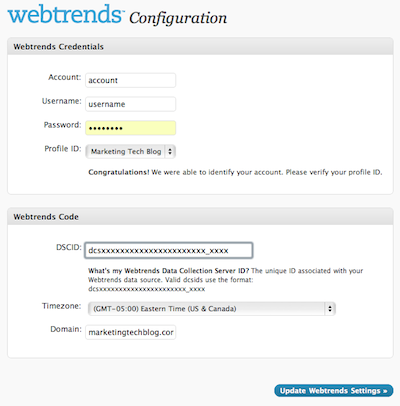 webtrends Configuration
Webtrends Credentials
Account: account
Username: username
Password: ••••••••
Profile ID: Marketing Tech Blog
Congratulations! We were able to identify your account. Please verify your profile ID.
Webtrends Code
DSCID: dcsxxxxxxxxxxxxxxxxxxxxxx_xxxx
What's my Webtrends Data Collection Server ID? The unique ID associated with your
Webtrends data source. Valid dcsids use the format:
dcsxxxxxxxxxxxxxxxxxxxxxx_xxxx
Timezone: (GMT-05:00) Eastern Time (US & Canada)
Domain: marketingtechblog.cor
Update Webtrends Settings »